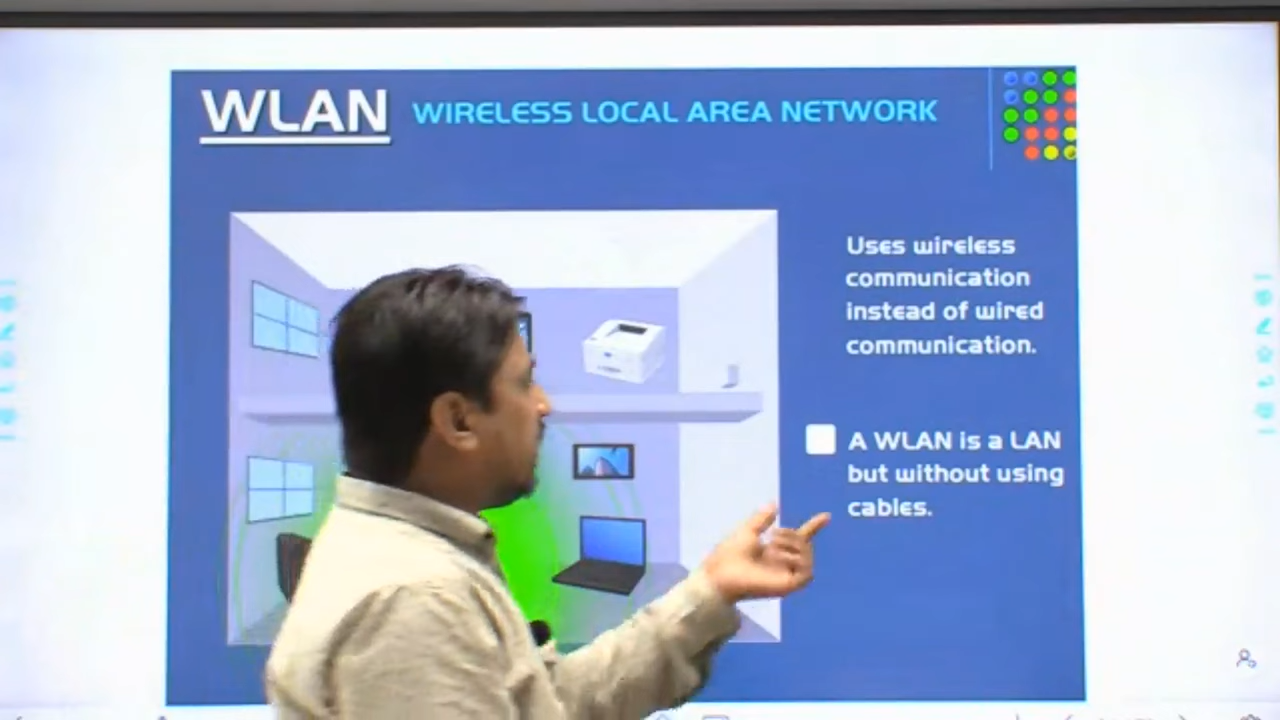 WLAN WIRELESS LOCAL AREA NETWORK
Uses wireless
communication
instead of wired
communication.
A WLAN is a LAN
but without using
cables.